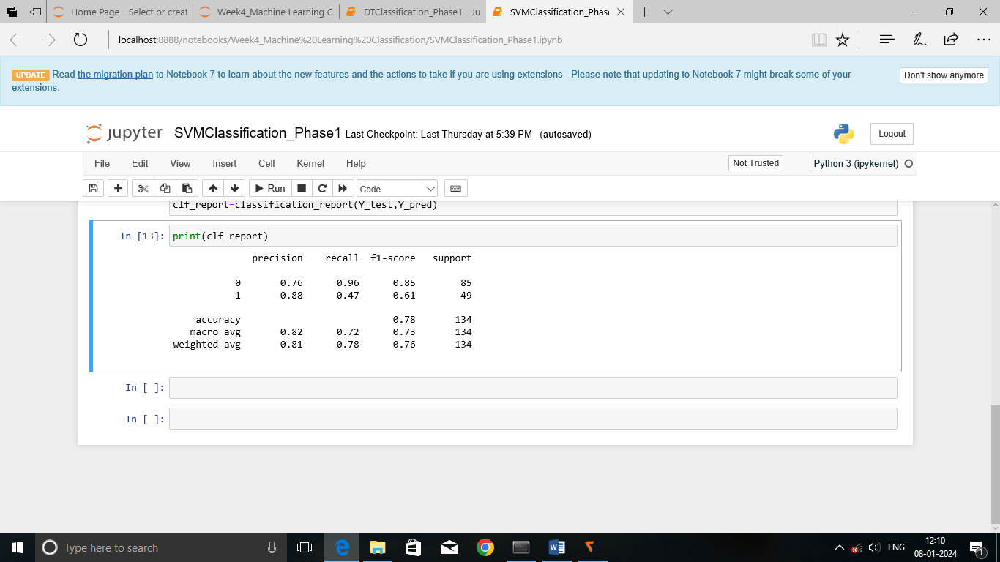 Home Page - Select or creat
Week4_Machine Learning C
DTClassification_Phase1 - Ju
SVMClassification_Phase
localhost:8888/notebooks/Week4_Machine%20Learning%20Classification/SVMClassification_Phase1.ipynb
UPDATE Read the migration plan to Notebook 7 to learn about the new features and the actions to take if you are using extensions - Please note that updating to Notebook 7 might break some of your
extensions.
Don't show anymore
jupyter SVMClassification_Phase1 Last Checkpoint: Last Thursday at 5:39 PM (autosaved)
Logout
File Edit View Insert Cell Kernel Help
Not Trusted
Python 3 (ipykernel)
Run
Code
clf_report=classification_report(Y_test,Y_pred)
In [13]: print(clf_report)
precision recall f1-score support
0 0.76 0.96 0.85 85
1 0.88 0.47 0.61 49
accuracy 0.78 134
macro avg 0.82 0.72 0.73 134
weighted avg 0.81 0.78 0.76 134
In [ ]:
In [ ]:
Type here to search
ENG
12:10
08-01-2024
1